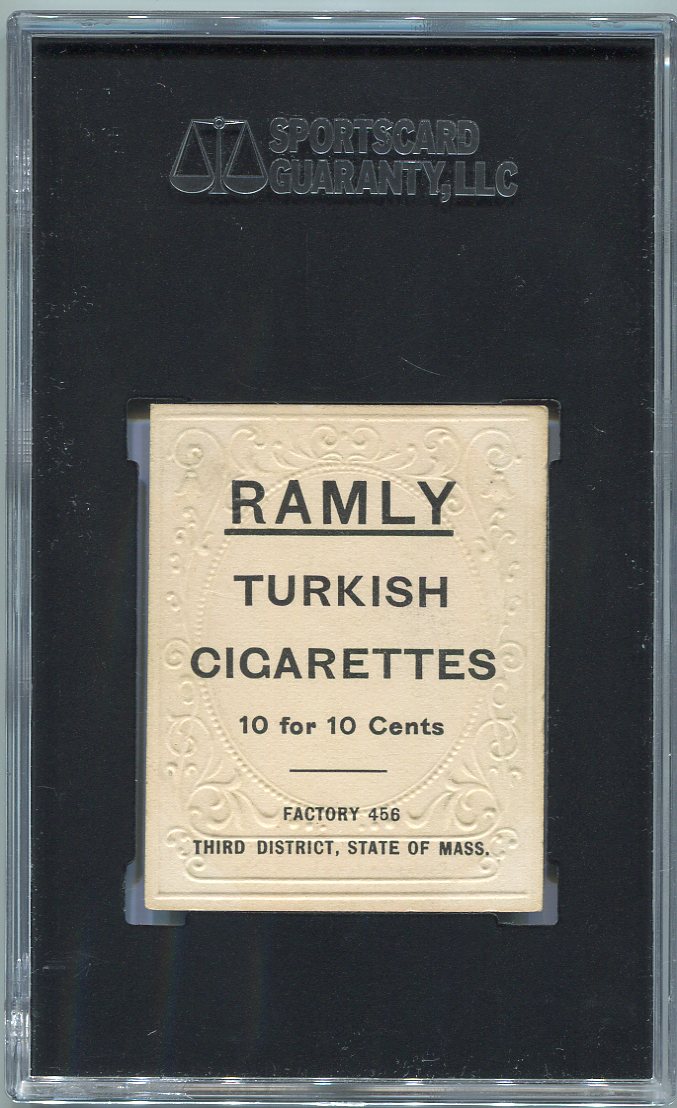 SPORTSCARD
GUARANTY, LLC
RAMLY
TURKISH
CIGARETTES
10 for 10 Cents
FACTORY 456
THIRD DISTRICT, STATE OF MASS.